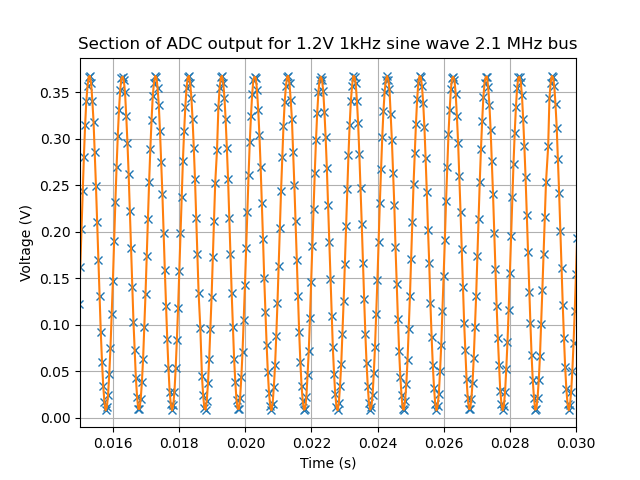 Section of ADC output for 1.2V 1kHz sine wave 2.1 MHz bus
Voltage (V)
0.35
0.30
0.25
0.20
0.15
0.10
0.05
0.00
0.016 0.018 0.020 0.022 0.024 0.026 0.028 0.030
Time (s)